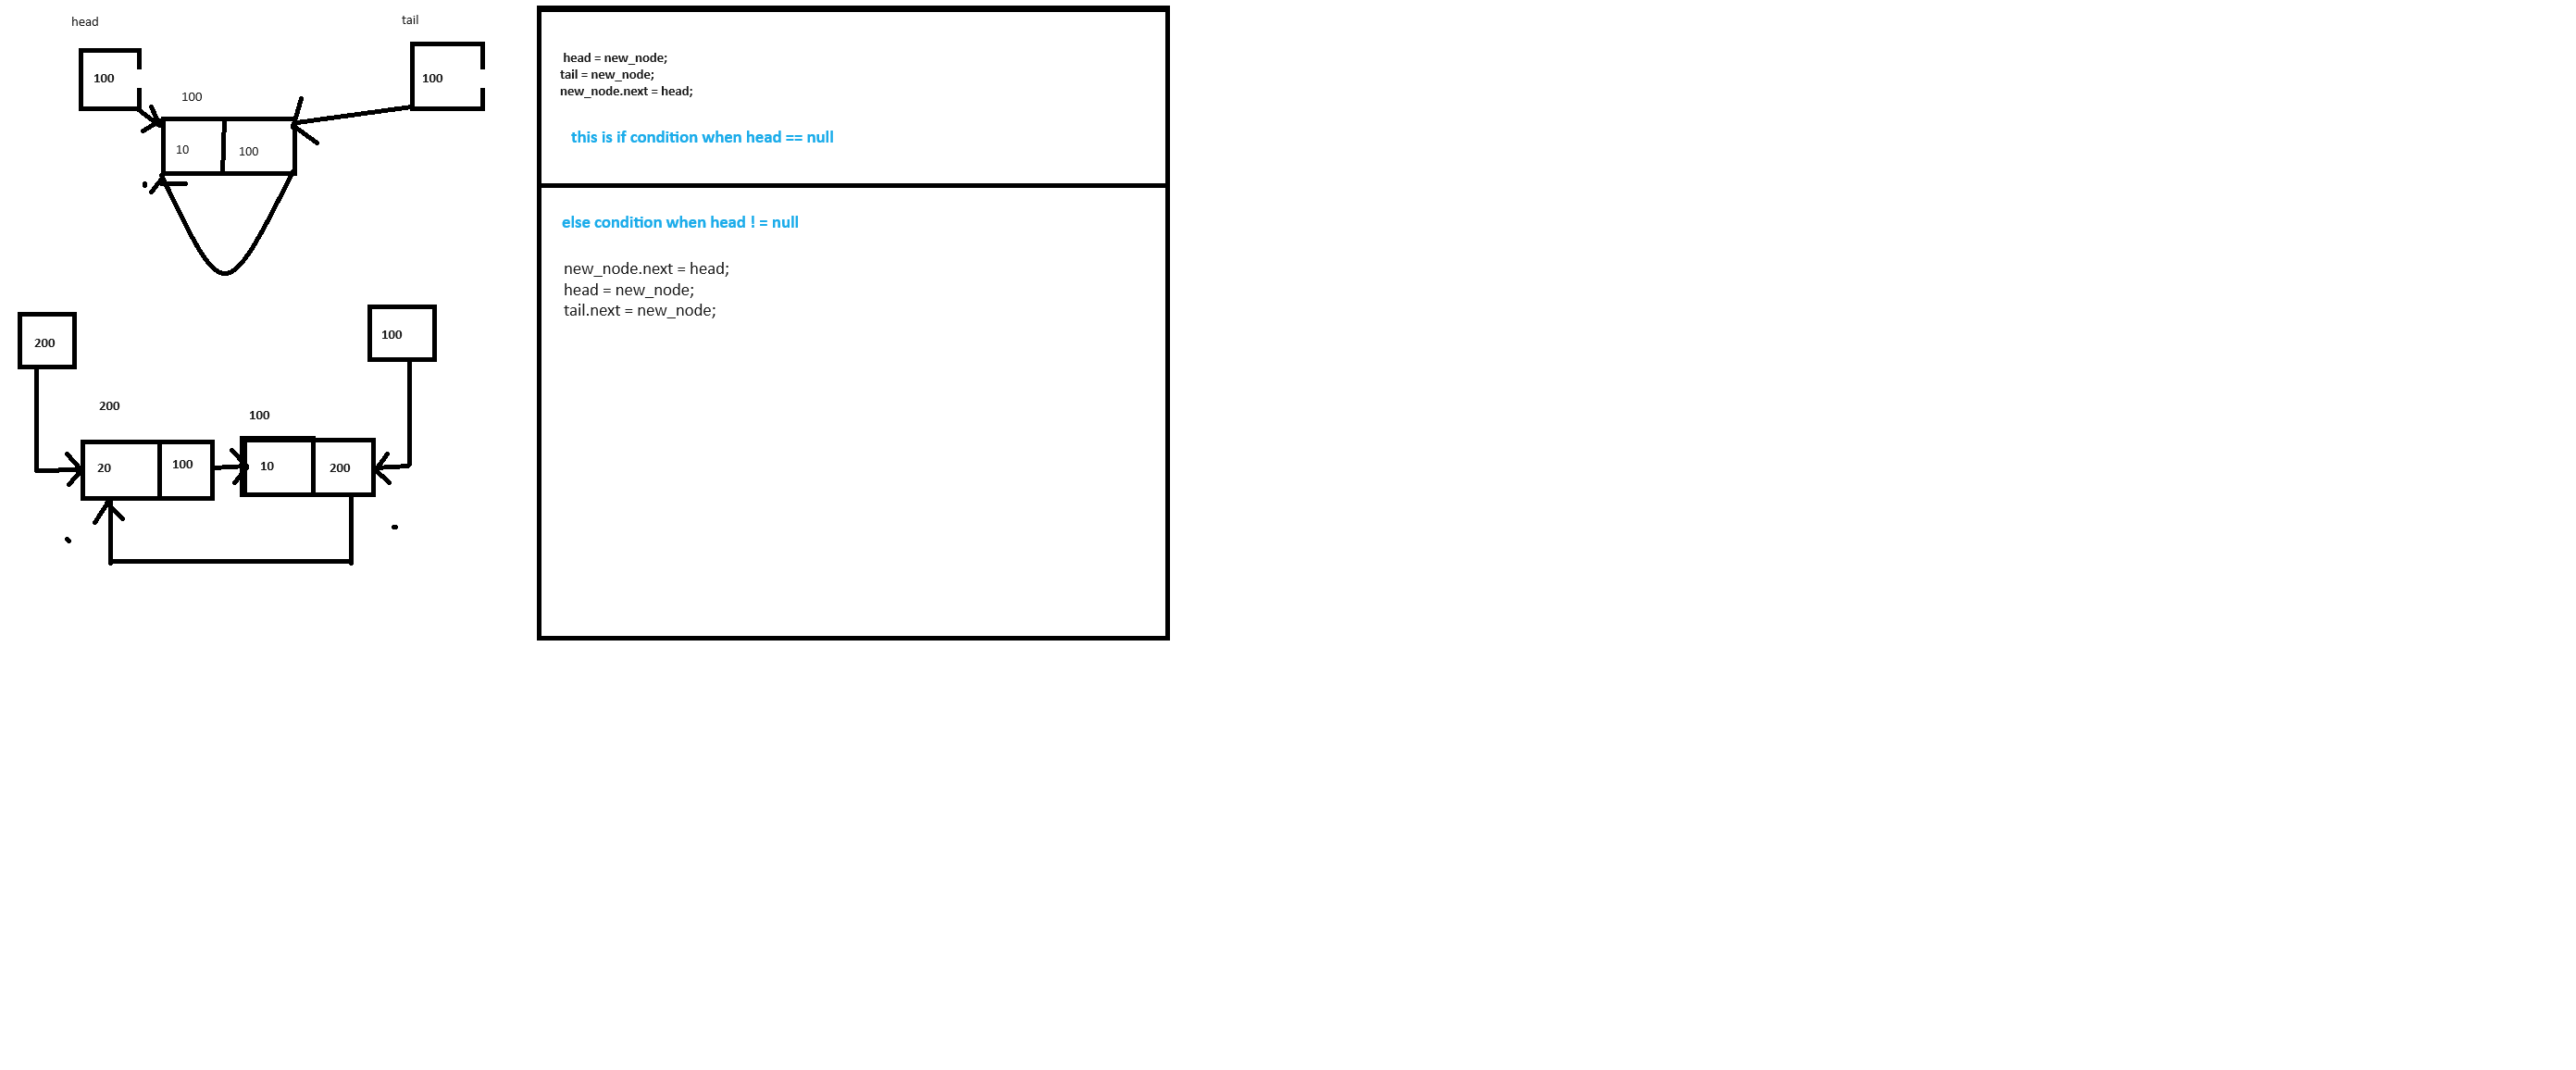 head
tail
100
100
100
10
100
head = new_node;
tail = new_node;
new_node.next = head;
this is if condition when head == null
else condition when head ! = null
new_node.next = head;
head = new_node;
tail.next = new_node;
200
100
200
100
20
100
10
200